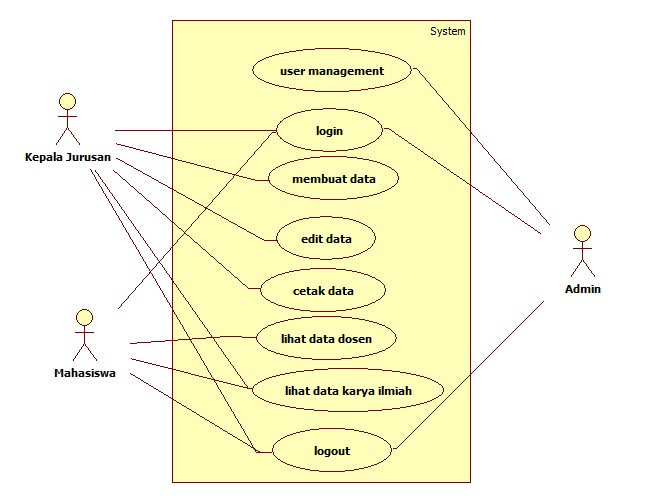 System
user management
login
Kepala Jurusan
membuat data
edit data
Admin
cetak data
lihat data dosen
Mahasiswa
lihat data karya ilmiah
logout